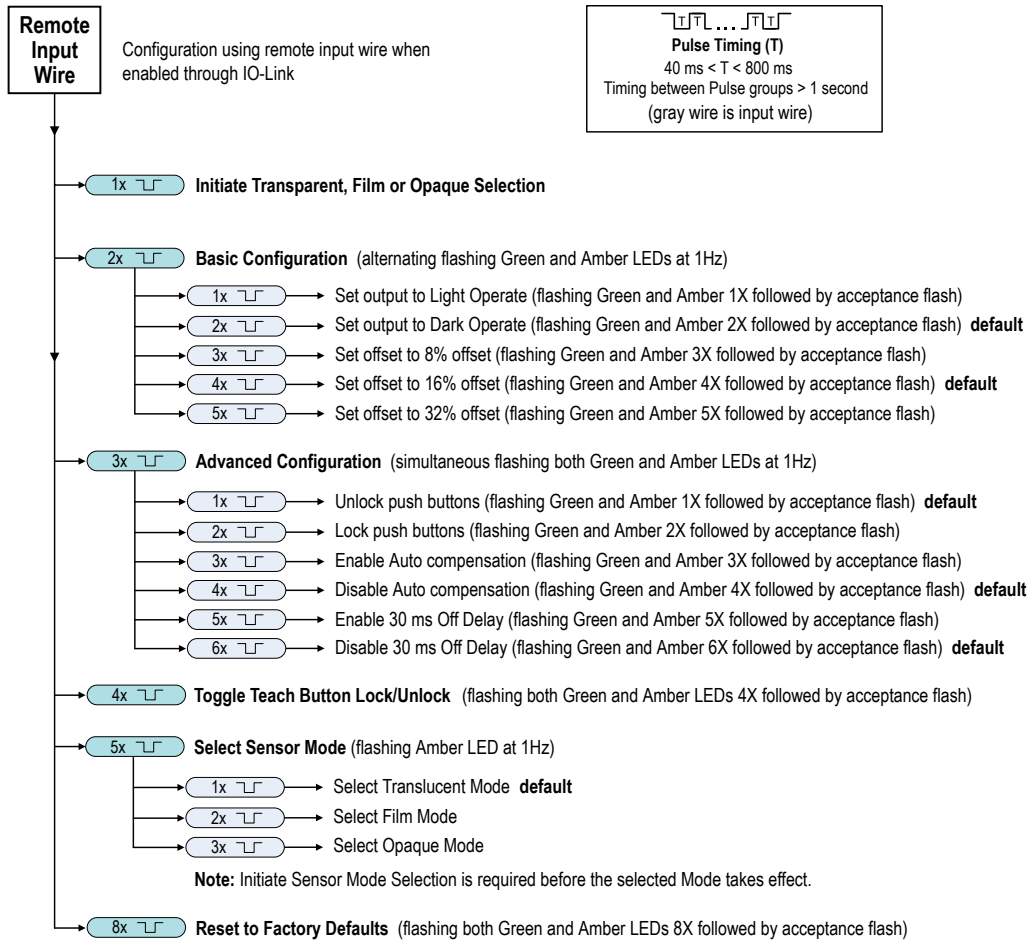 Remote
Input
Wire
Configuration using remote input wire when
enabled through IO-Link
T T .... T T
Pulse Timing (T)
40 ms < T < 800 ms
Timing between Pulse groups > 1 second
(gray wire is input wire)
1x Initiate Transparent, Film or Opaque Selection
2x Basic Configuration (alternating flashing Green and Amber LEDs at 1Hz)
1x Set output to Light Operate (flashing Green and Amber 1X followed by acceptance flash)
2x Set output to Dark Operate (flashing Green and Amber 2X followed by acceptance flash) default
3x Set offset to 8% offset (flashing Green and Amber 3X followed by acceptance flash)
4x Set offset to 16% offset (flashing Green and Amber 4X followed by acceptance flash) default
5x Set offset to 32% offset (flashing Green and Amber 5X followed by acceptance flash)
3x Advanced Configuration (simultaneous flashing both Green and Amber LEDs at 1Hz)
1x Unlock push buttons (flashing Green and Amber 1X followed by acceptance flash) default
2x Lock push buttons (flashing Green and Amber 2X followed by acceptance flash)
3x Enable Auto compensation (flashing Green and Amber 3X followed by acceptance flash)
4x Disable Auto compensation (flashing Green and Amber 4X followed by acceptance flash) default
5x Enable 30 ms Off Delay (flashing Green and Amber 5X followed by acceptance flash)
6x Disable 30 ms Off Delay (flashing Green and Amber 6X followed by acceptance flash) default
4x Toggle Teach Button Lock/Unlock (flashing both Green and Amber LEDs 4X followed by acceptance flash)
5x Select Sensor Mode (flashing Amber LED at 1Hz)
1x Select Translucent Mode default
2x Select Film Mode
3x Select Opaque Mode
Note: Initiate Sensor Mode Selection is required before the selected Mode takes effect.
8x Reset to Factory Defaults (flashing both Green and Amber LEDs 8X followed by acceptance flash)